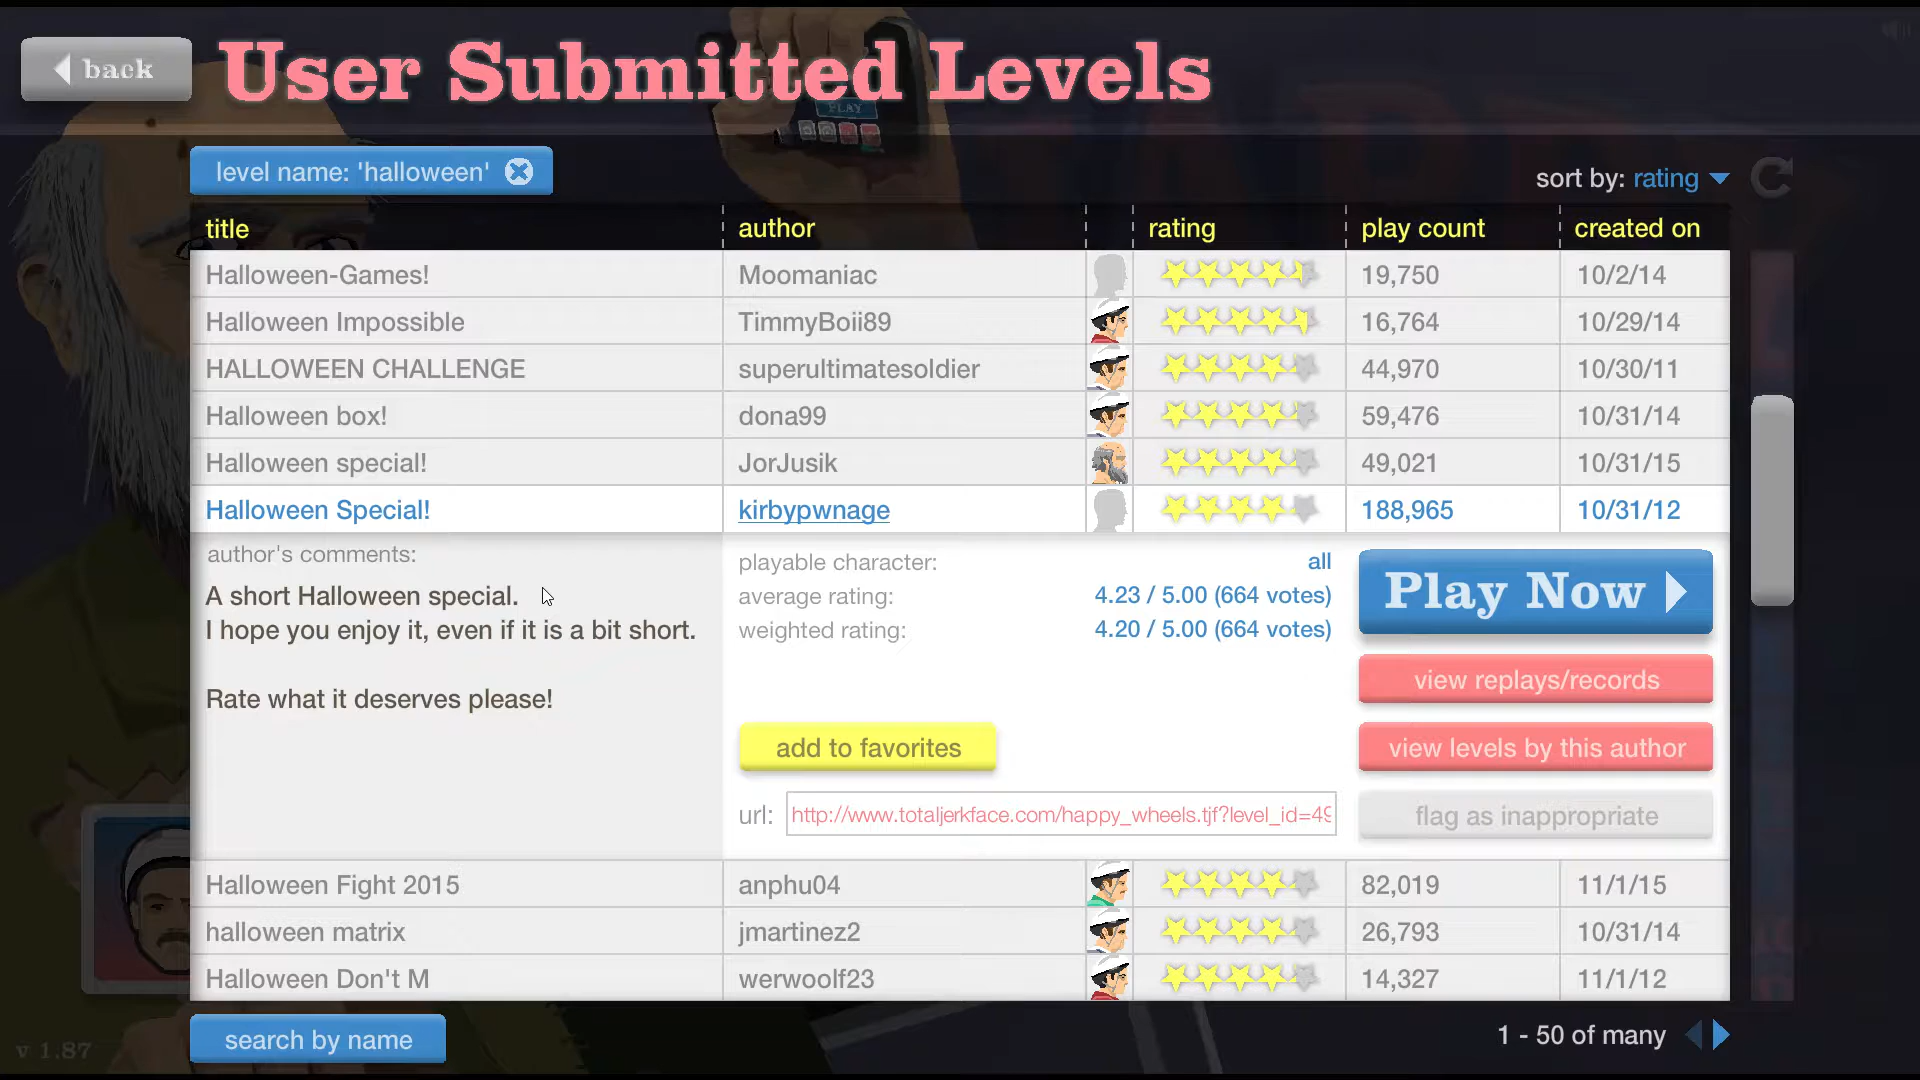 back
User Submitted Levels
PLAY
level name: 'halloween'
sort by: rating
title author rating play count created on
Halloween-Games! Moomaniac 19,750 10/2/14
Halloween Impossible TimmyBoii89 16,764 10/29/14
HALLOWEEN CHALLENGE superultimatesoldier 44,970 10/30/11
Halloween box! dona99 59,476 10/31/14
Halloween special! JorJusik 49,021 10/31/15
Halloween Special! kirbypwnage 188,965 10/31/12
author's comments:
A short Halloween special.
I hope you enjoy it, even if it is a bit short.
Rate what it deserves please!
playable character: all
average rating: 4.23 / 5.00 (664 votes)
weighted rating: 4.20 / 5.00 (664 votes)
add to favorites
url: http://www.totaljerkface.com/happy_wheels.tjf?level_id=49
Play Now
view replays/records
view levels by this author
flag as inappropriate
Halloween Fight 2015 anphu04 82,019 11/1/15
halloween matrix jmartinez2 26,793 10/31/14
Halloween Don't M werwoolf23 14,327 11/1/12
search by name
1 - 50 of many
v 1.87